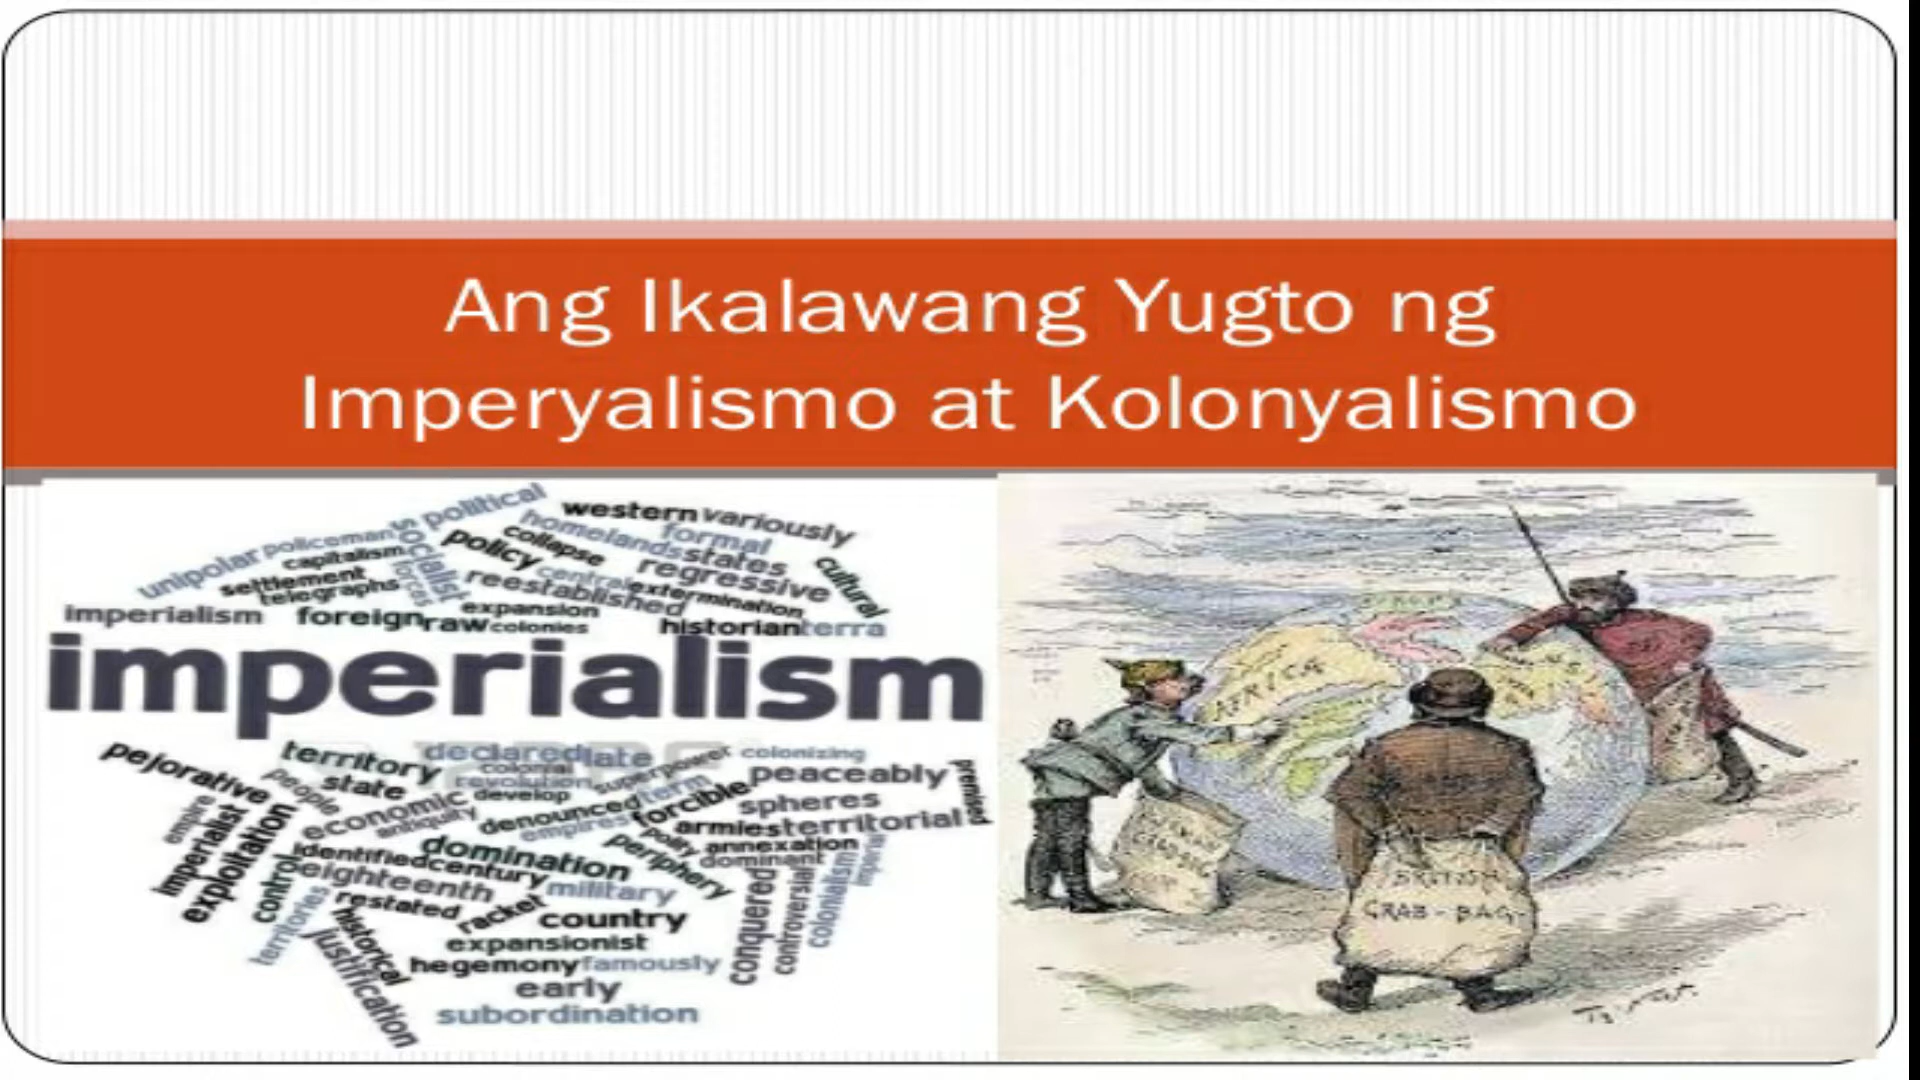 Ang Ikalawang Yugto ng
Imperyalismo at Kolonyalismo
political
western variously
unipolar policeman socialist homelands formal
capitalism policy collapse states cultural
settlement forces central regressive
telegraphs reestablished extermination
imperialism foreign raw expansion
colonies historian terra
imperialism
pejorative territory declared late colonizing
people state colonial superpower peaceably
revolution term
empire economic develop forcible spheres
imperialist antiquity denounced armies territorial
exploitation empires polity annexation
identified century domination periphery dominant
control eighteenth military conquered controversial colonialism
territories restated racket country
historical expansionist
justification hegemony famously
early
subordination
AFRICA
BRITISH
GRAB-BAG